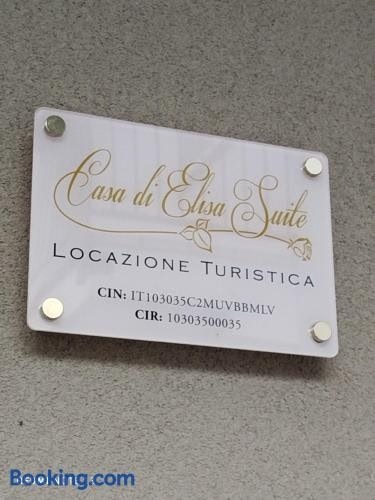 Casa di Elisa Suite
LOCAZIONE TURISTICA
CIN: IT103035C2MUVBBMLV
CIR: 10303500035
Booking.com